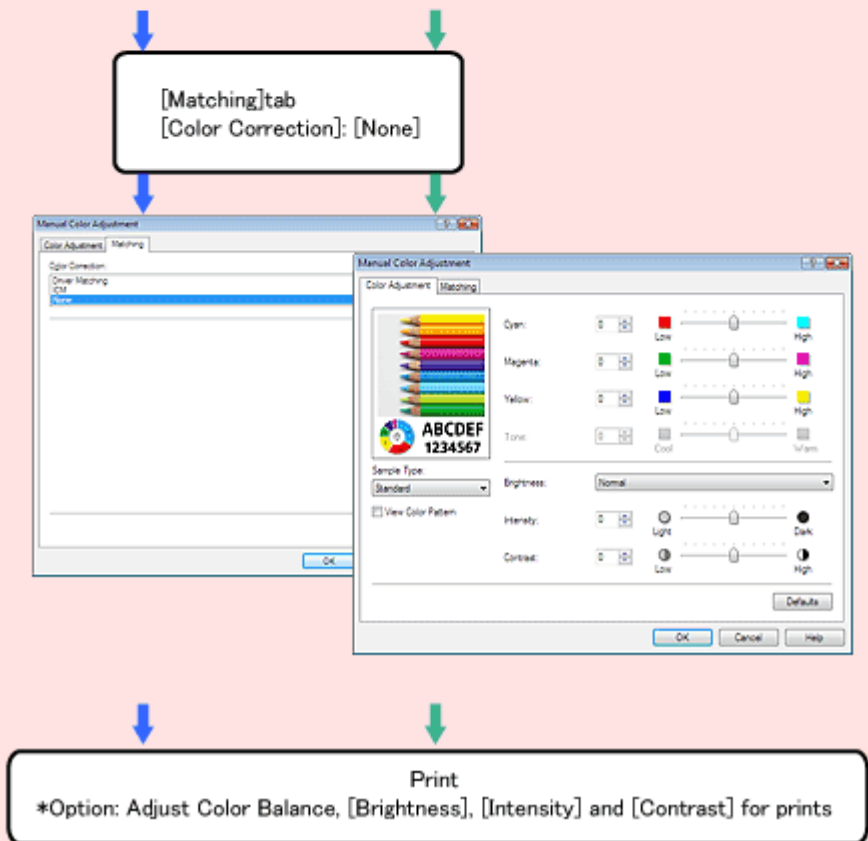 [Matching]tab
[Color Correction]: [None]
Manual Color Adjustment
Color Adjustment Matching
Color Correction:
Driver Matching
ICM
None
OK
Manual Color Adjustment
Color Adjustment Matching
Cyan: 0 Low High
Magenta: 0 Low High
Yellow: 0 Low High
Tone: 0 Cool Warm
ABCDEF
1234567
Sample Type:
Standard
View Color Pattern
Brightness: Normal
Intensity: 0 Light Dark
Contrast: 0 Low High
Defaults
OK Cancel Help
Print
*Option: Adjust Color Balance, [Brightness], [Intensity] and [Contrast] for prints